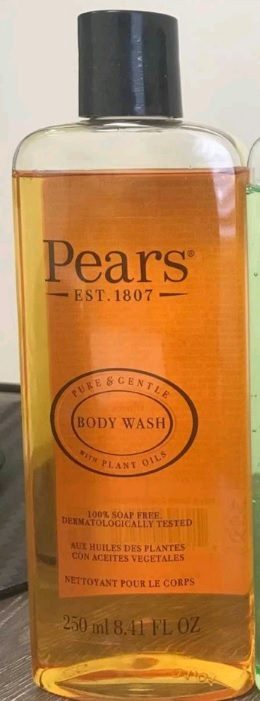 Pears®
EST. 1807
PURE & GENTLE
BODY WASH
WITH PLANT OILS
100% SOAP FREE.
DERMATOLOGICALLY TESTED
AUX HUILES DES PLANTES
CON ACEITES VEGETALES
NETTOYANT POUR LE CORPS
250 ml 8.41 FL OZ